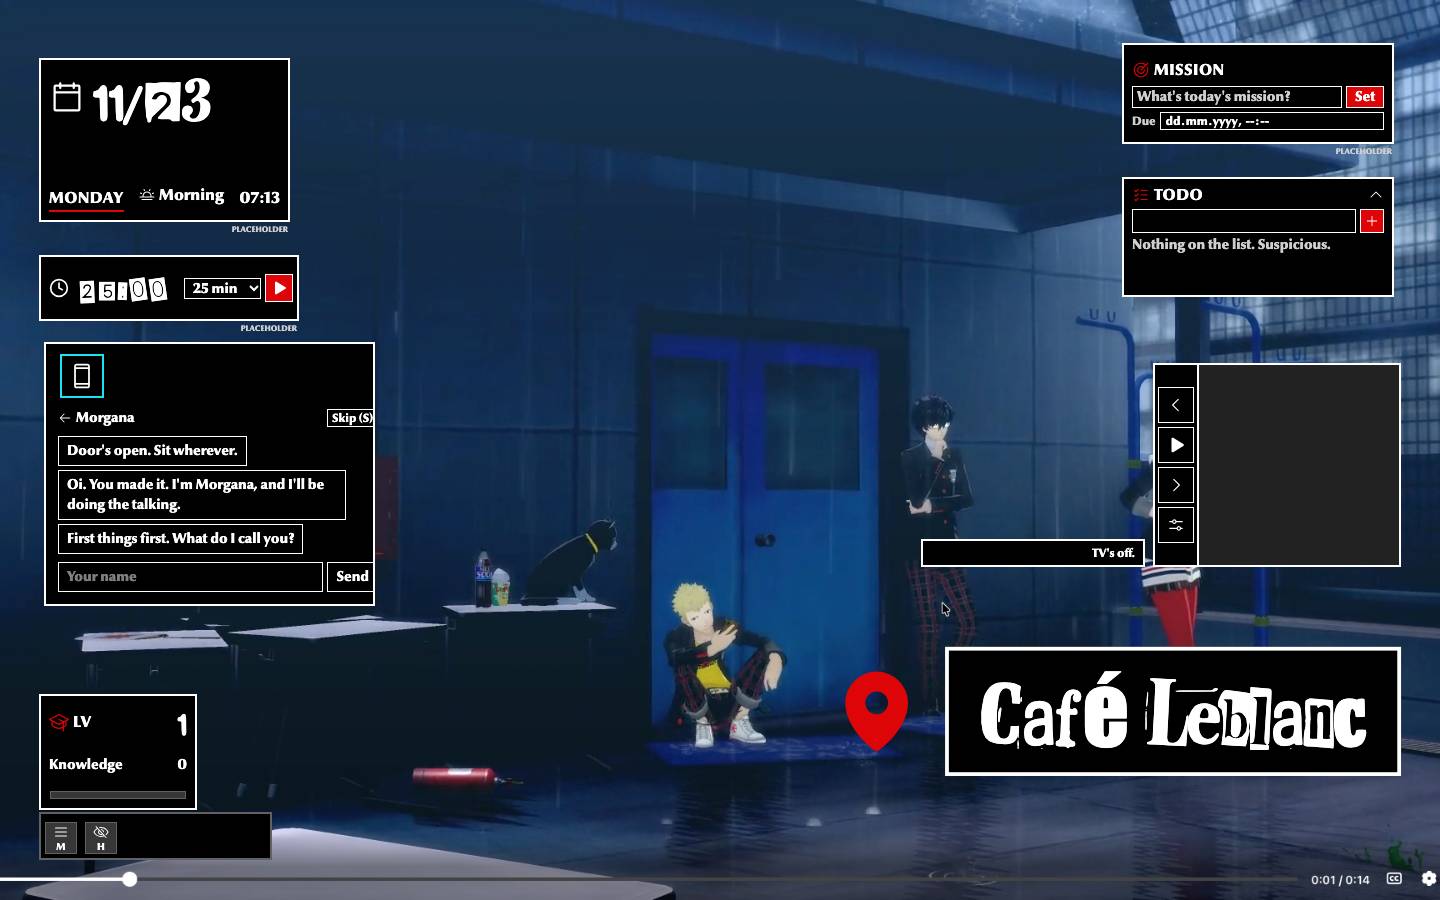 11/23
MONDAY Morning 07:13
PLACEHOLDER
25:00 25 min
PLACEHOLDER
Morgana Skip (S)
Door's open. Sit wherever.
Oi. You made it. I'm Morgana, and I'll be
doing the talking.
First things first. What do I call you?
Your name Send
LV 1
Knowledge 0
M H
MISSION
What's today's mission? Set
Due dd.mm.yyyy, --:--
PLACEHOLDER
TODO
Nothing on the list. Suspicious.
TV's off.
Café Leblanc
0:01 / 0:14 CC